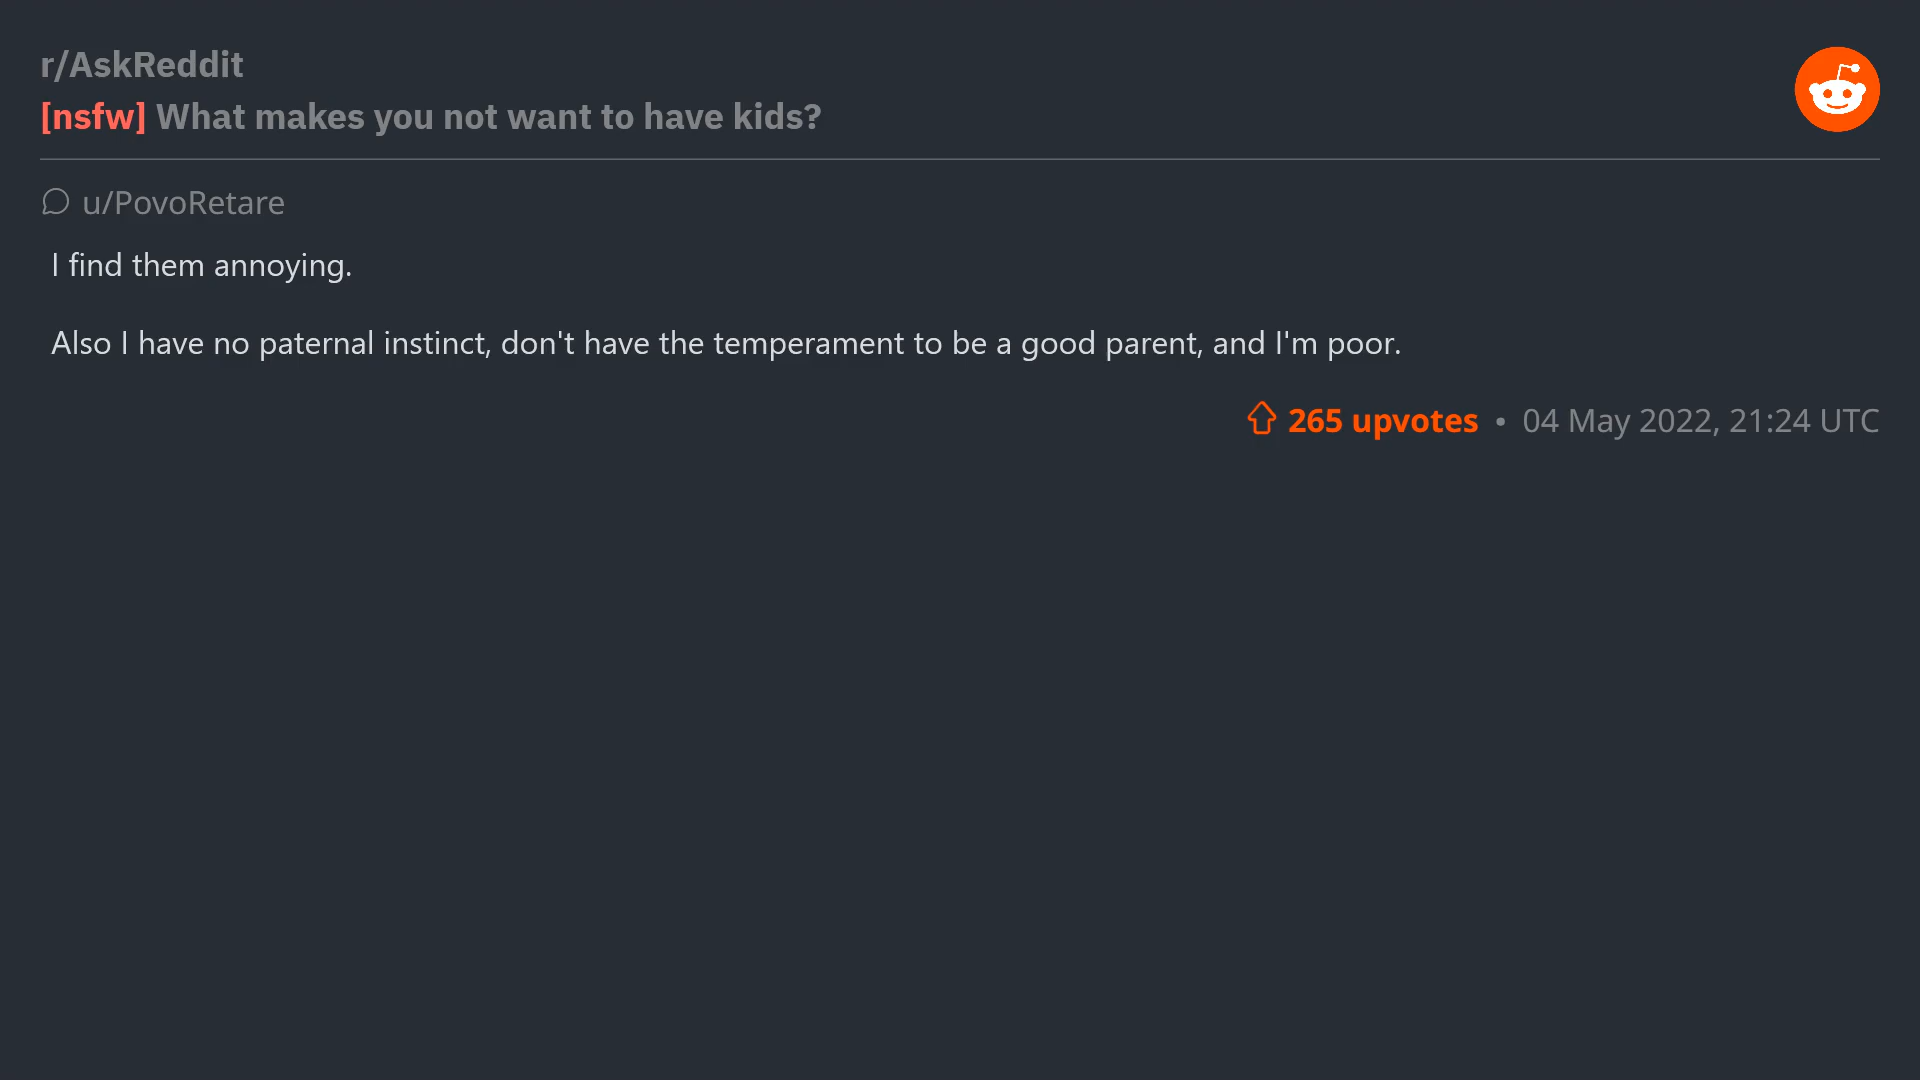 r/AskReddit
[nsfw] What makes you not want to have kids?
u/PovoRetare
I find them annoying.
Also I have no paternal instinct, don't have the temperament to be a good parent, and I'm poor.
265 upvotes • 04 May 2022, 21:24 UTC